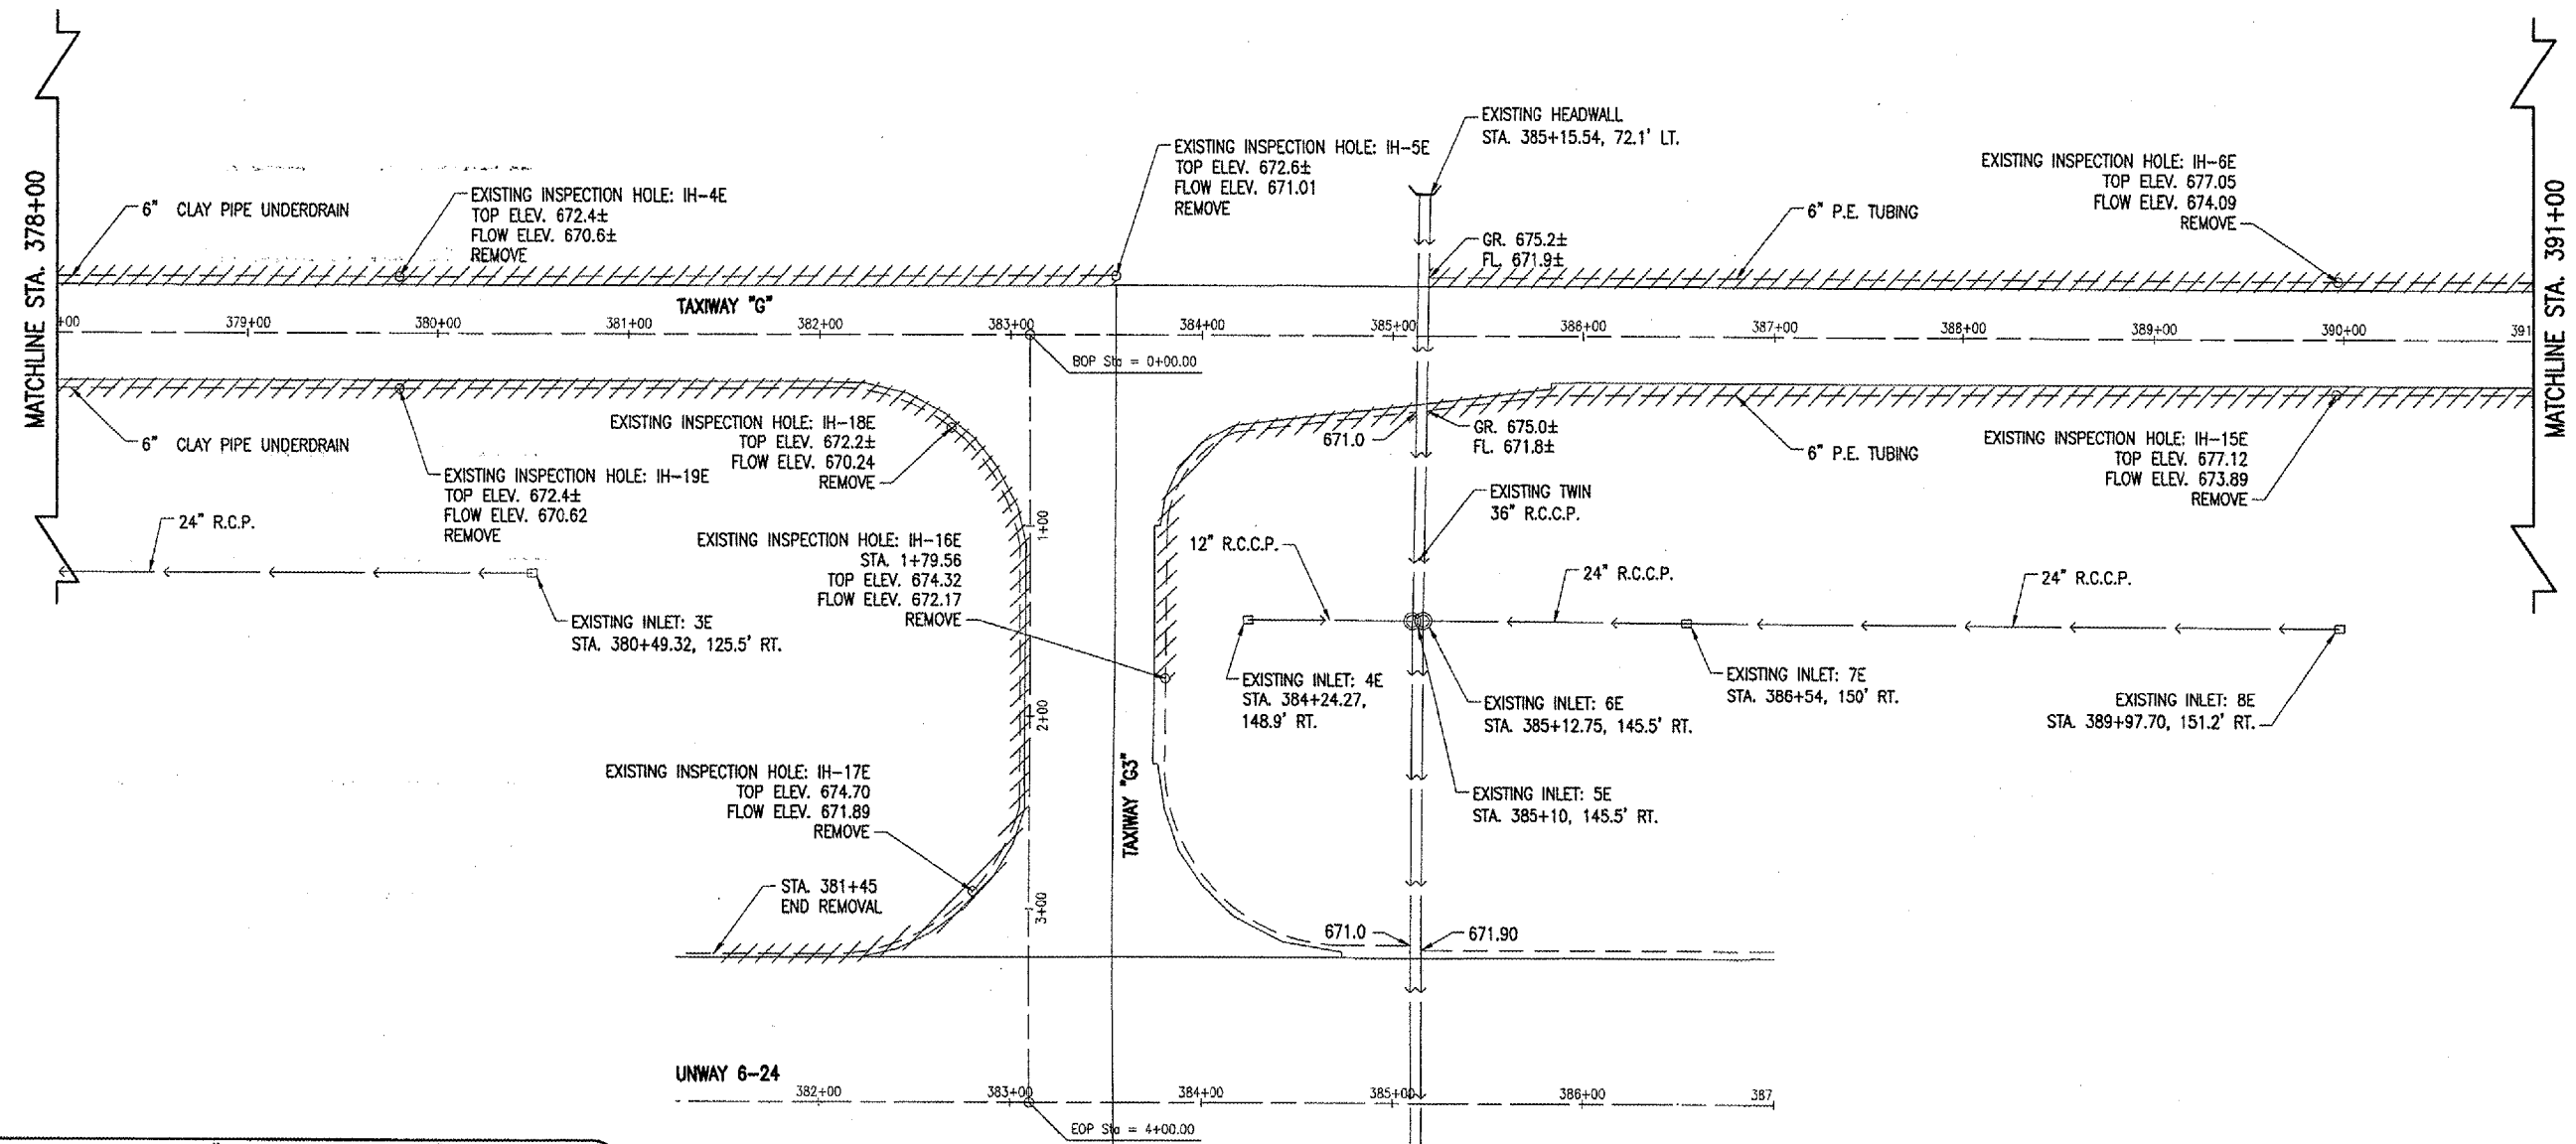 MATCHLINE STA. 378+00
6" CLAY PIPE UNDERDRAIN
EXISTING INSPECTION HOLE: IH-4E
TOP ELEV. 672.4±
FLOW ELEV. 670.6±
REMOVE
EXISTING INSPECTION HOLE: IH-5E
TOP ELEV. 672.6±
FLOW ELEV. 671.01
REMOVE
EXISTING HEADWALL
STA. 385+15.54, 72.1' LT.
GR. 675.2±
FL. 671.9±
6" P.E. TUBING
EXISTING INSPECTION HOLE: IH-6E
TOP ELEV. 677.05
FLOW ELEV. 674.09
REMOVE
MATCHLINE STA. 391+00
TAXIWAY "G"
+00
379+00
380+00
381+00
382+00
383+00
384+00
385+00
386+00
387+00
388+00
389+00
390+00
391
BOP Sta = 0+00.00
6" CLAY PIPE UNDERDRAIN
EXISTING INSPECTION HOLE: IH-19E
TOP ELEV. 672.4±
FLOW ELEV. 670.62
REMOVE
EXISTING INSPECTION HOLE: IH-18E
TOP ELEV. 672.2±
FLOW ELEV. 670.24
REMOVE
671.0
GR. 675.0±
FL. 671.8±
6" P.E. TUBING
EXISTING INSPECTION HOLE: IH-15E
TOP ELEV. 677.12
FLOW ELEV. 673.89
REMOVE
24" R.C.P.
EXISTING INLET: 3E
STA. 380+49.32, 125.5' RT.
EXISTING INSPECTION HOLE: IH-16E
STA. 1+79.56
TOP ELEV. 674.32
FLOW ELEV. 672.17
REMOVE
1+00
2+00
3+00
EXISTING TWIN
36" R.C.C.P.
12" R.C.C.P.
24" R.C.C.P.
24" R.C.C.P.
EXISTING INLET: 4E
STA. 384+24.27,
148.9' RT.
EXISTING INLET: 6E
STA. 385+12.75, 145.5' RT.
EXISTING INLET: 7E
STA. 386+54, 150' RT.
EXISTING INLET: 8E
STA. 389+97.70, 151.2' RT.
EXISTING INLET: 5E
STA. 385+10, 145.5' RT.
EXISTING INSPECTION HOLE: IH-17E
TOP ELEV. 674.70
FLOW ELEV. 671.89
REMOVE
TAXIWAY "G3"
STA. 381+45
END REMOVAL
671.0
671.90
UNWAY 6-24
382+00
383+00
384+00
385+00
386+00
387
EOP Sta = 4+00.00